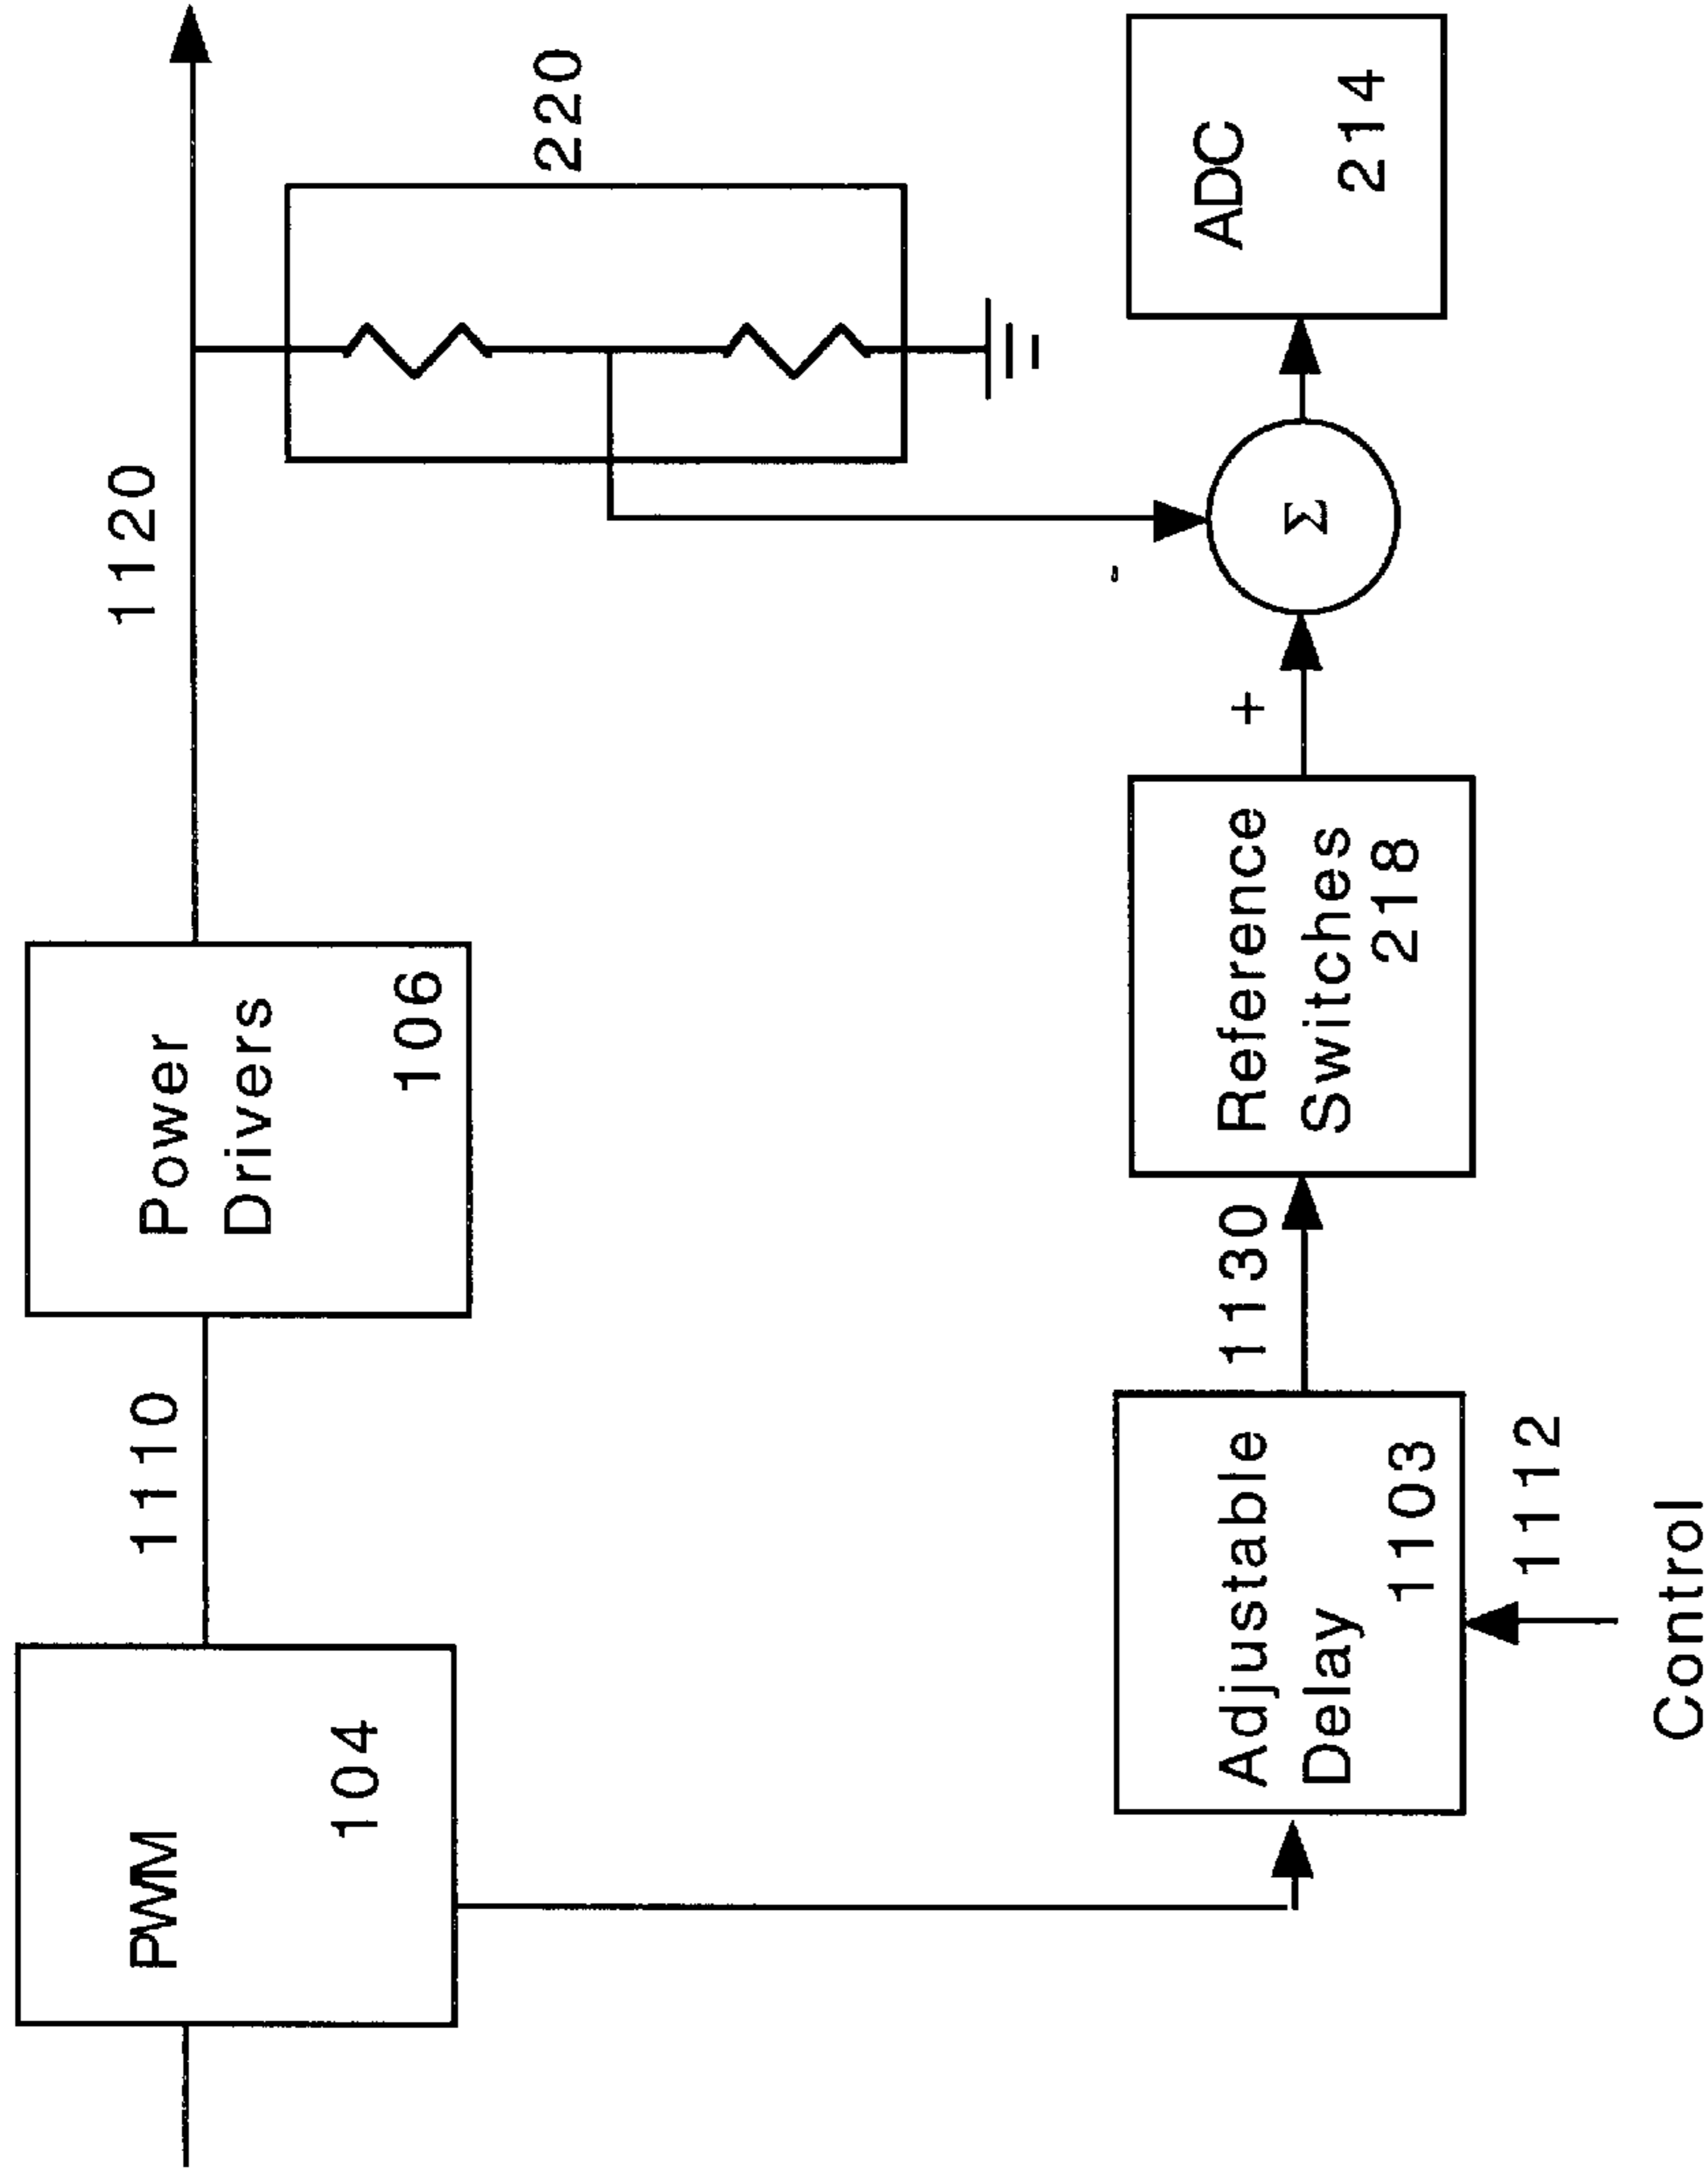 PWM
104
1110
Power
Drivers
106
1120
220
Adjustable
Delay
1103
1112
Control
1130
Reference
Switches
218
+
-
Σ
ADC
214